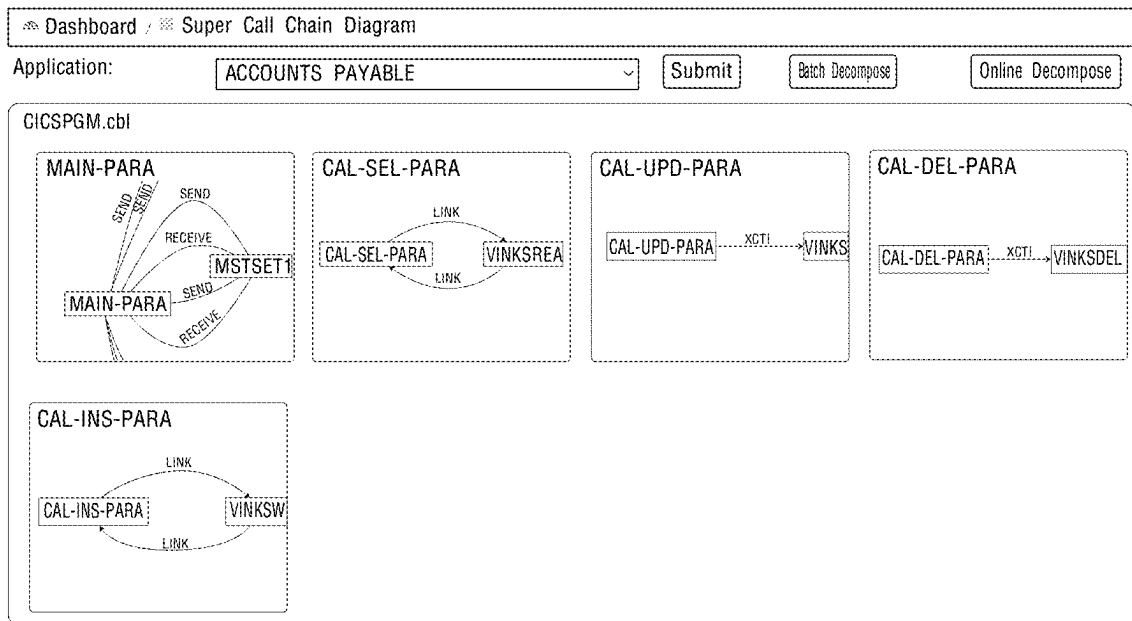 Dashboard / Super Call Chain Diagram
Application: ACCOUNTS PAYABLE Submit Batch Decompose Online Decompose
CICSPGM.cbl
MAIN-PARA
SEND
SEND
SEND
RECEIVE
MSTSET1
MAIN-PARA
SEND
RECEIVE
CAL-SEL-PARA
LINK
CAL-SEL-PARA VINKSREA
LINK
CAL-UPD-PARA
CAL-UPD-PARA XCTl VINKS
CAL-DEL-PARA
CAL-DEL-PARA XCTl VINKSDEL
CAL-INS-PARA
LINK
CAL-INS-PARA VINKSW
LINK